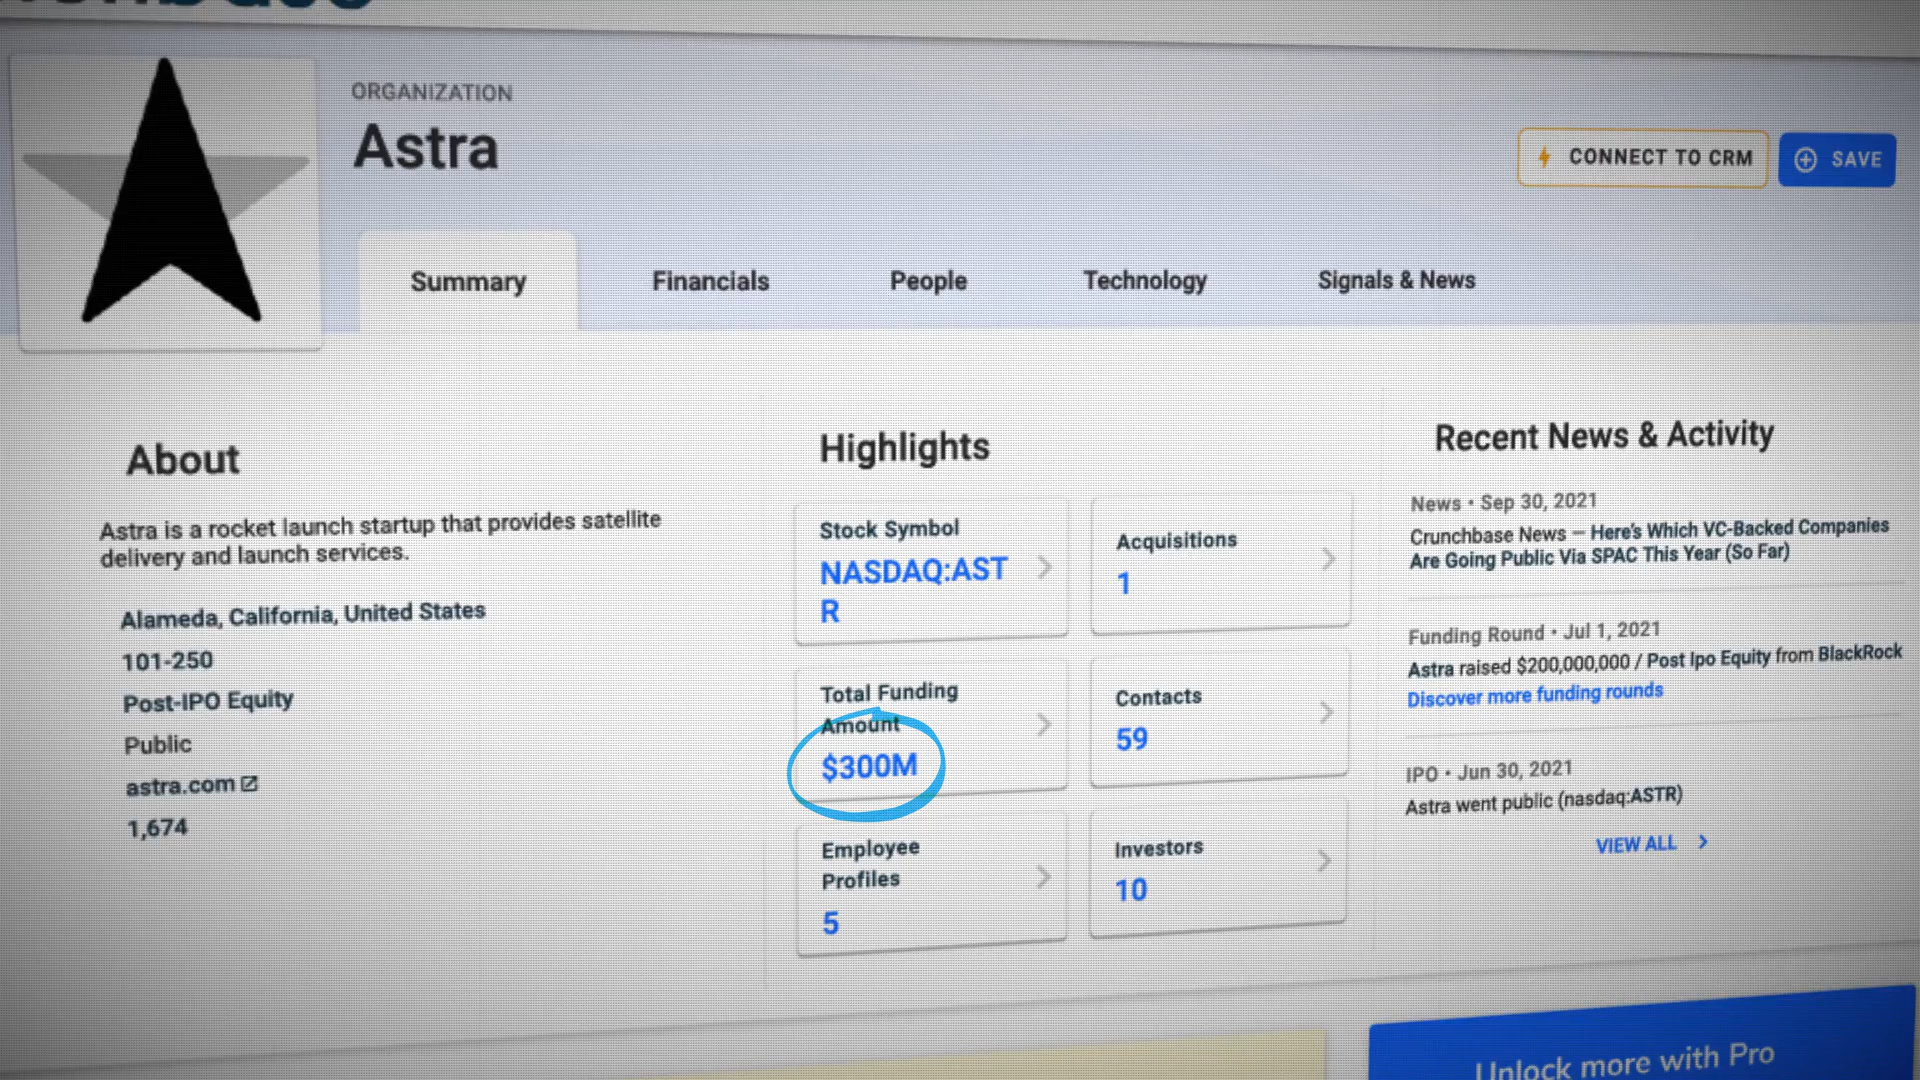 ORGANIZATION
Astra
CONNECT TO CRM
SAVE
Summary
Financials
People
Technology
Signals & News
About
Astra is a rocket launch startup that provides satellite
delivery and launch services.
Alameda, California, United States
101-250
Post-IPO Equity
Public
astra.com
1,674
Highlights
Stock Symbol
NASDAQ:AST
R
Acquisitions
1
Total Funding
Amount
$300M
Contacts
59
Employee
Profiles
5
Investors
10
Recent News & Activity
News • Sep 30, 2021
Crunchbase News — Here's Which VC-Backed Companies
Are Going Public Via SPAC This Year (So Far)
Funding Round • Jul 1, 2021
Astra raised $200,000,000 / Post Ipo Equity from BlackRock
Discover more funding rounds
IPO • Jun 30, 2021
Astra went public (nasdaq:ASTR)
VIEW ALL
Unlock more with Pro